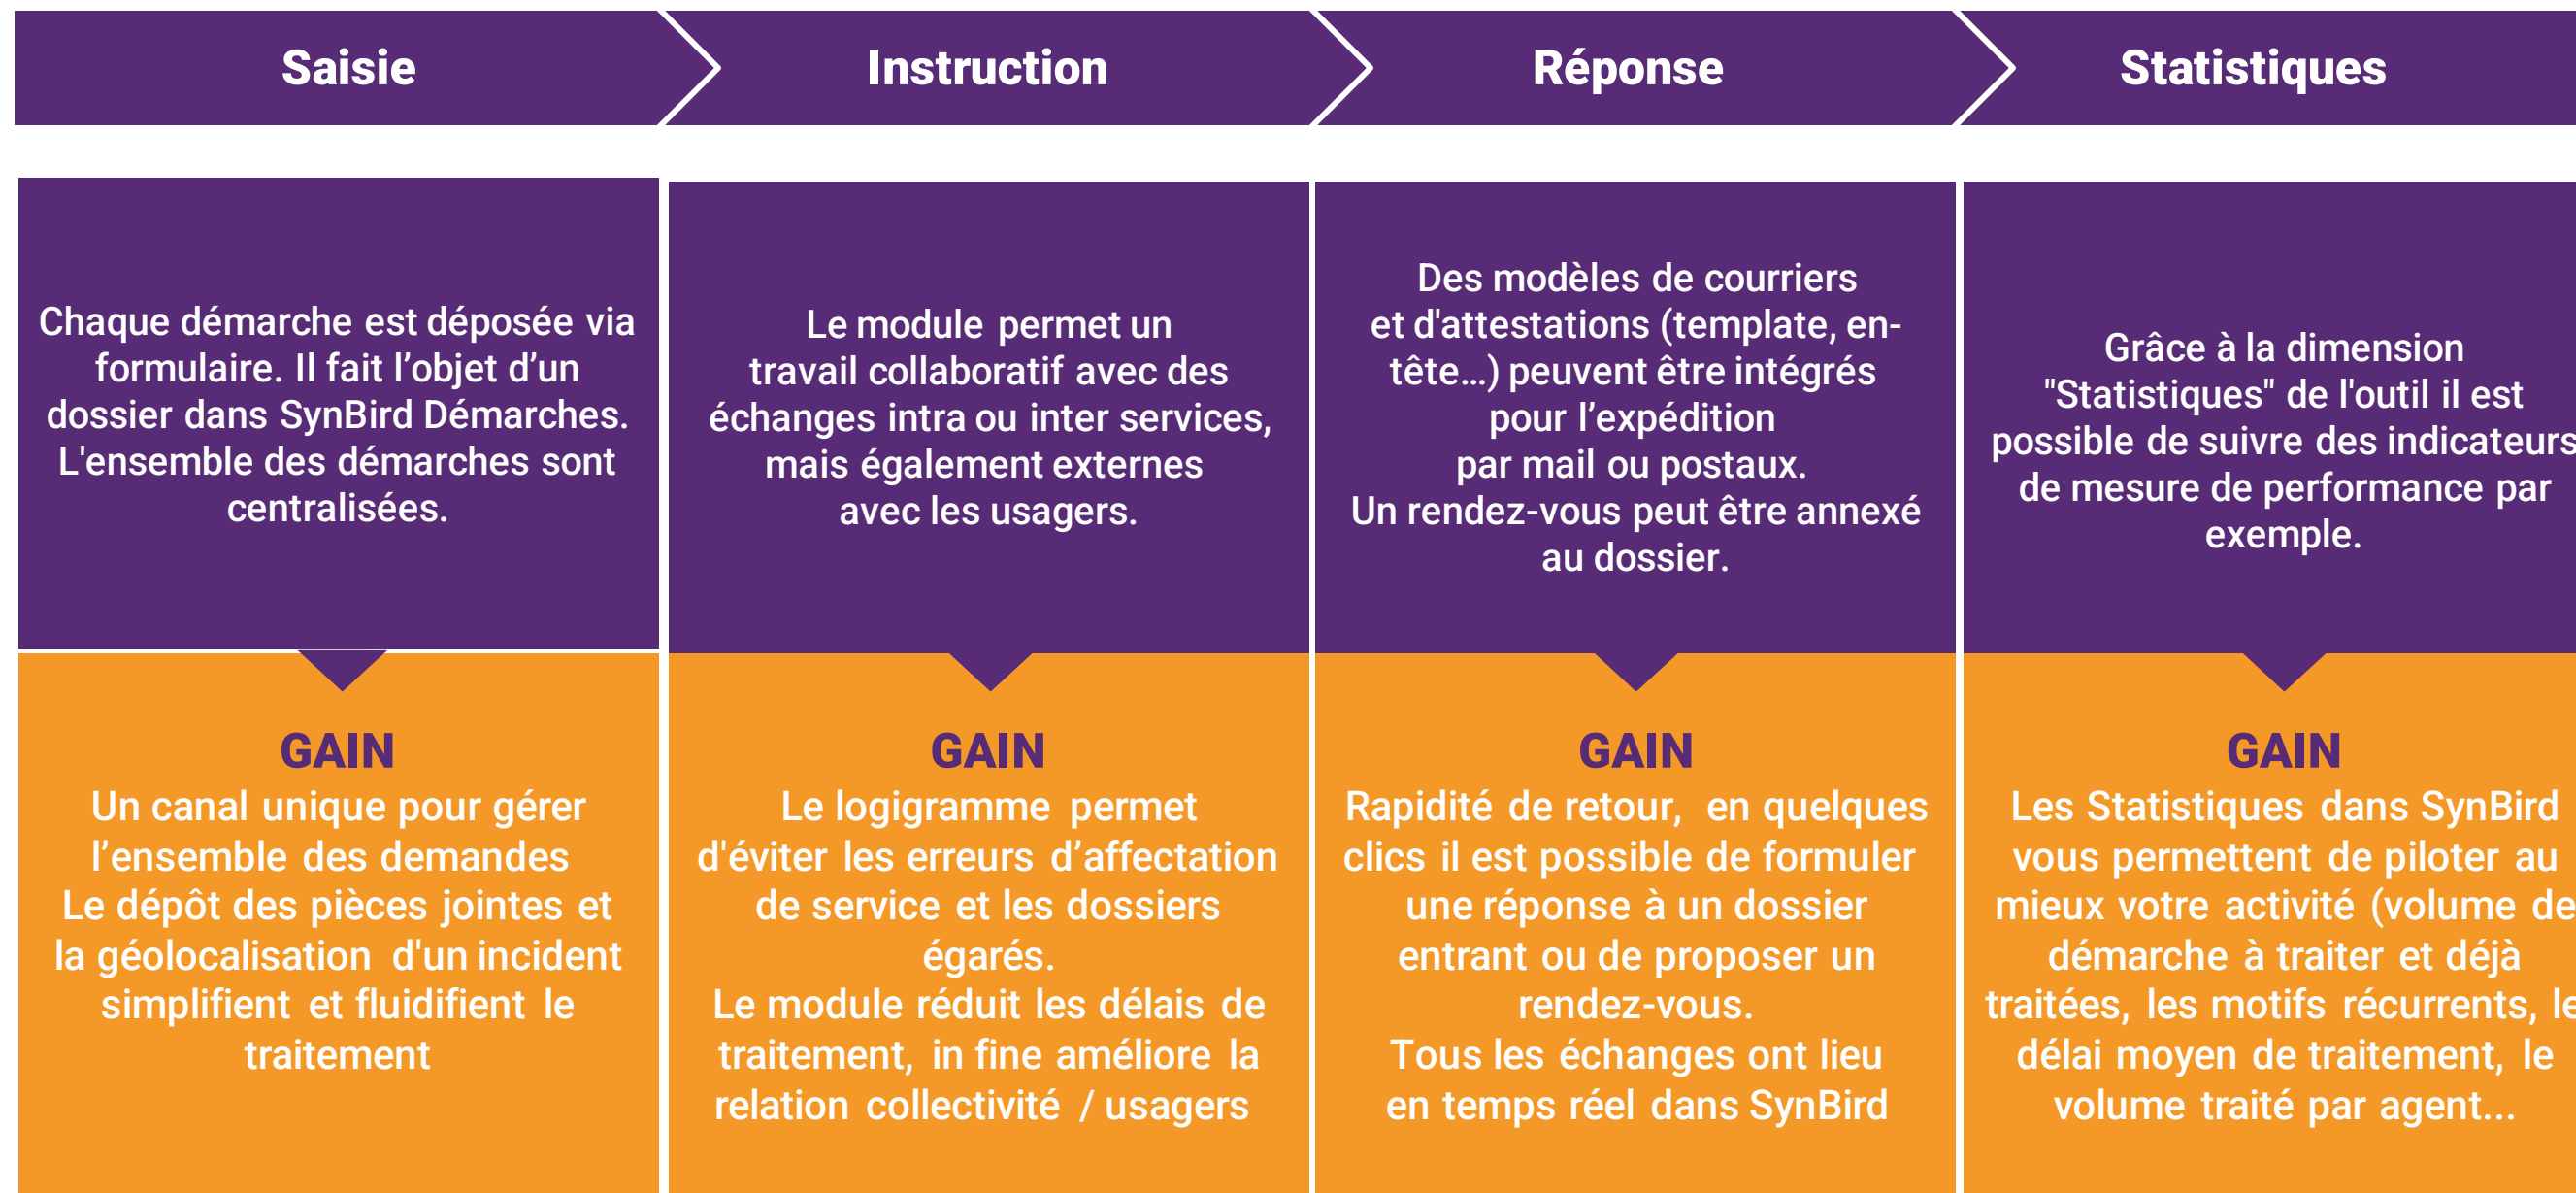 Saisie
Instruction
Réponse
Statistiques
Chaque démarche est déposée via
formulaire. Il fait l’objet d’un
dossier dans SynBird Démarches.
L'ensemble des démarches sont
centralisées.
Le module permet un
travail collaboratif avec des
échanges intra ou inter services,
mais également externes
avec les usagers.
Des modèles de courriers
et d'attestations (template, en-
tête…) peuvent être intégrés
pour l’expédition
par mail ou postaux.
Un rendez-vous peut être annexé
au dossier.
Grâce à la dimension
"Statistiques" de l'outil il est
possible de suivre des indicateurs
de mesure de performance par
exemple.
GAIN
Un canal unique pour gérer
l’ensemble des demandes
Le dépôt des pièces jointes et
la géolocalisation d'un incident
simplifient et fluidifient le
traitement
GAIN
Le logigramme permet
d'éviter les erreurs d’affectation
de service et les dossiers
égarés.
Le module réduit les délais de
traitement, in fine améliore la
relation collectivité / usagers
GAIN
Rapidité de retour, en quelques
clics il est possible de formuler
une réponse à un dossier
entrant ou de proposer un
rendez-vous.
Tous les échanges ont lieu
en temps réel dans SynBird
GAIN
Les Statistiques dans SynBird
vous permettent de piloter au
mieux votre activité (volume de
démarche à traiter et déjà
traitées, les motifs récurrents, le
délai moyen de traitement, le
volume traité par agent...